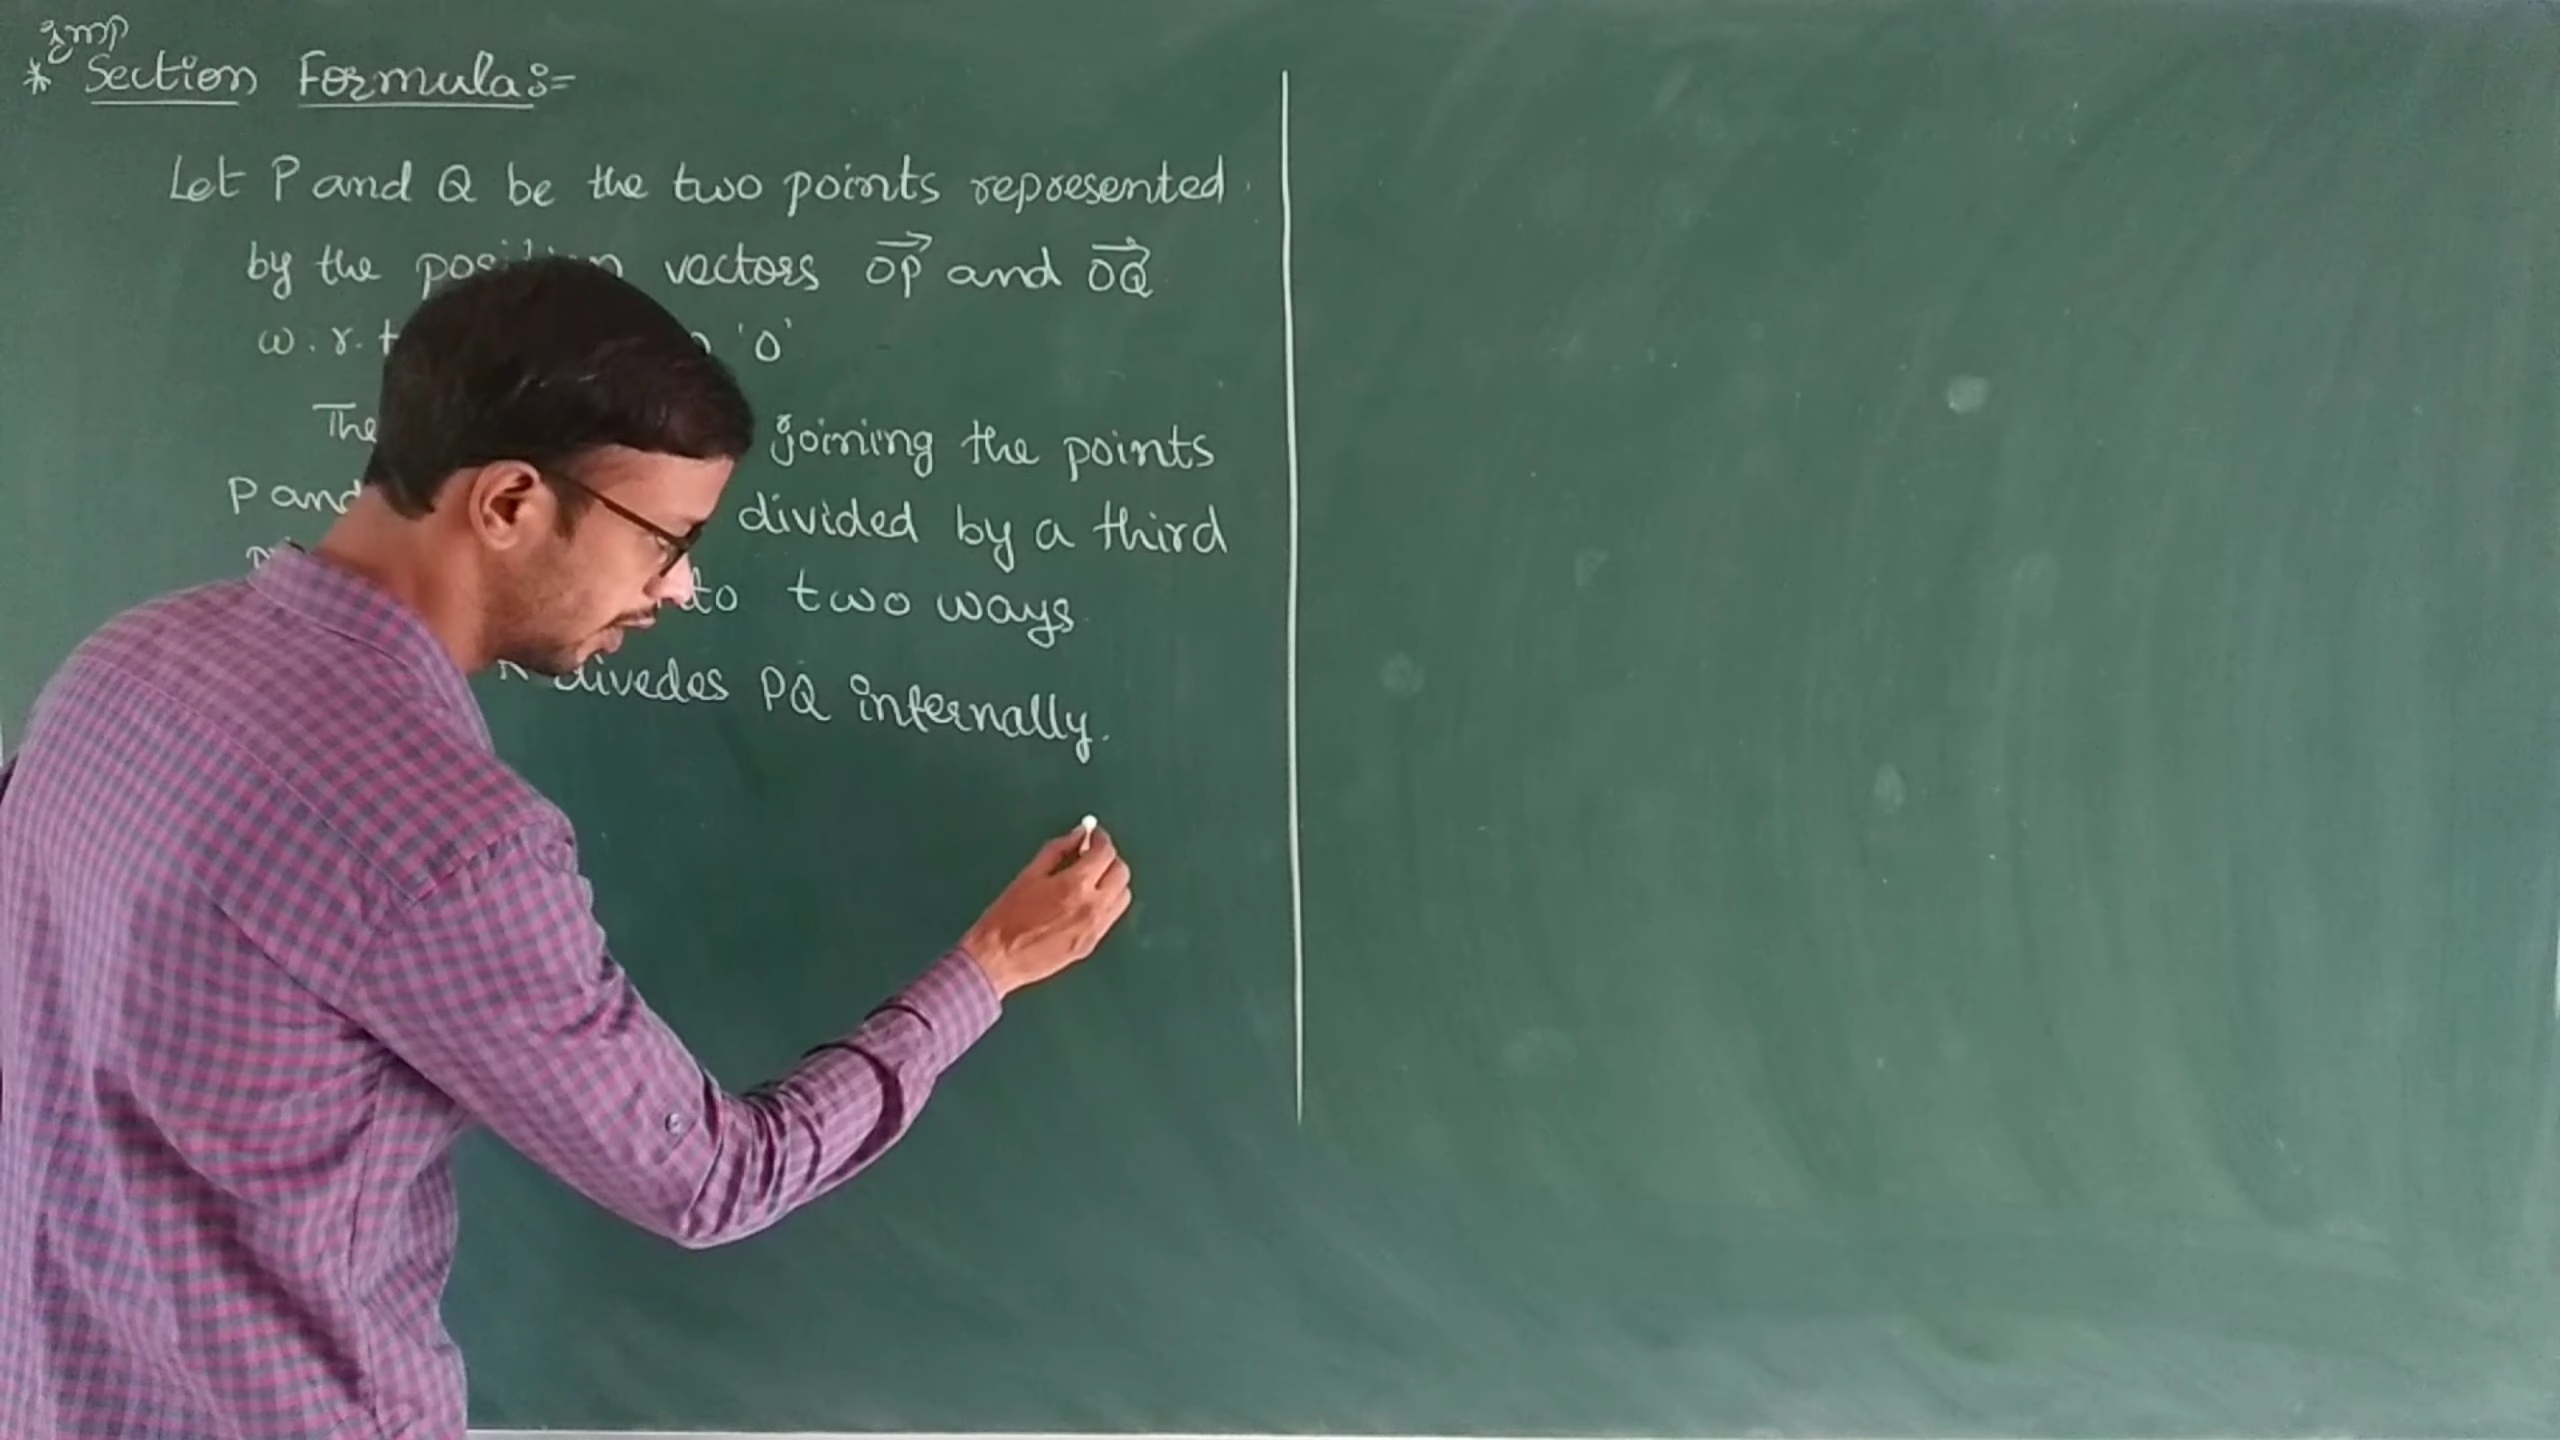 Imp
* Section Formula:-
Let P and Q be the two points represented
by the position vectors OP and OQ
w.r.t 'O'
The joining the points
P and divided by a third
to two ways
R divedes PQ internally.